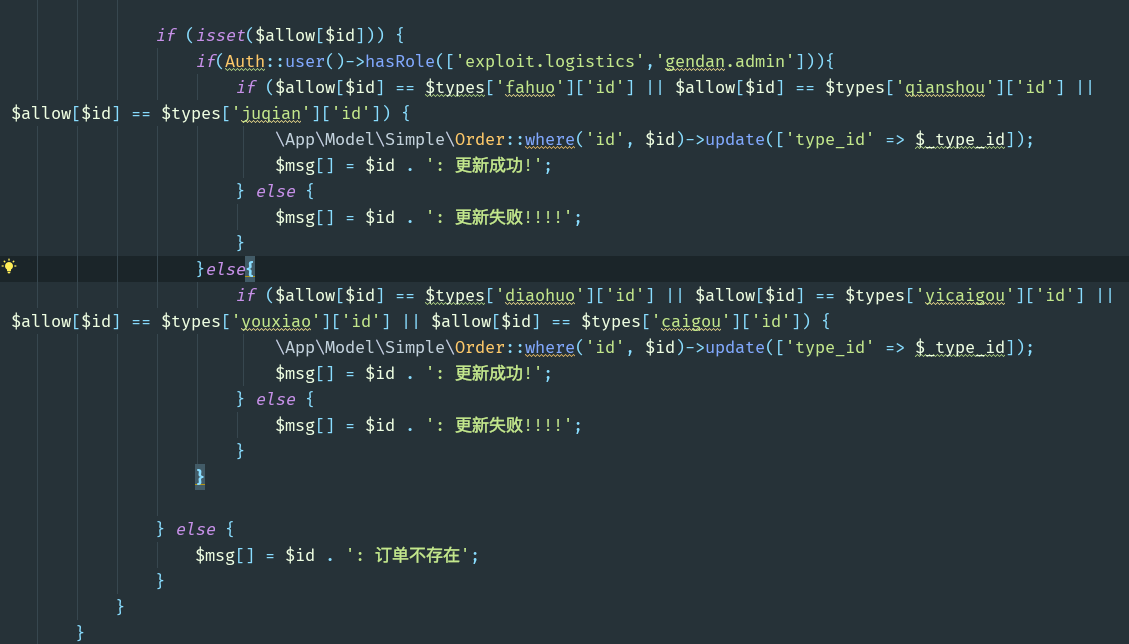 if (isset($allow[$id])) {
if(Auth::user()->hasRole(['exploit.logistics','gendan.admin'])){
if ($allow[$id] == $types['fahuo']['id'] || $allow[$id] == $types['qianshou']['id'] ||
$allow[$id] == $types['juqian']['id']) {
\App\Model\Simple\Order::where('id', $id)->update(['type_id' => $_type_id]);
$msg[] = $id . ': 更新成功!';
} else {
$msg[] = $id . ': 更新失败!!!!';
}
}else{
if ($allow[$id] == $types['diaohuo']['id'] || $allow[$id] == $types['yicaigou']['id'] ||
$allow[$id] == $types['youxiao']['id'] || $allow[$id] == $types['caigou']['id']) {
\App\Model\Simple\Order::where('id', $id)->update(['type_id' => $_type_id]);
$msg[] = $id . ': 更新成功!';
} else {
$msg[] = $id . ': 更新失败!!!!';
}
}
} else {
$msg[] = $id . ': 订单不存在';
}
}
}